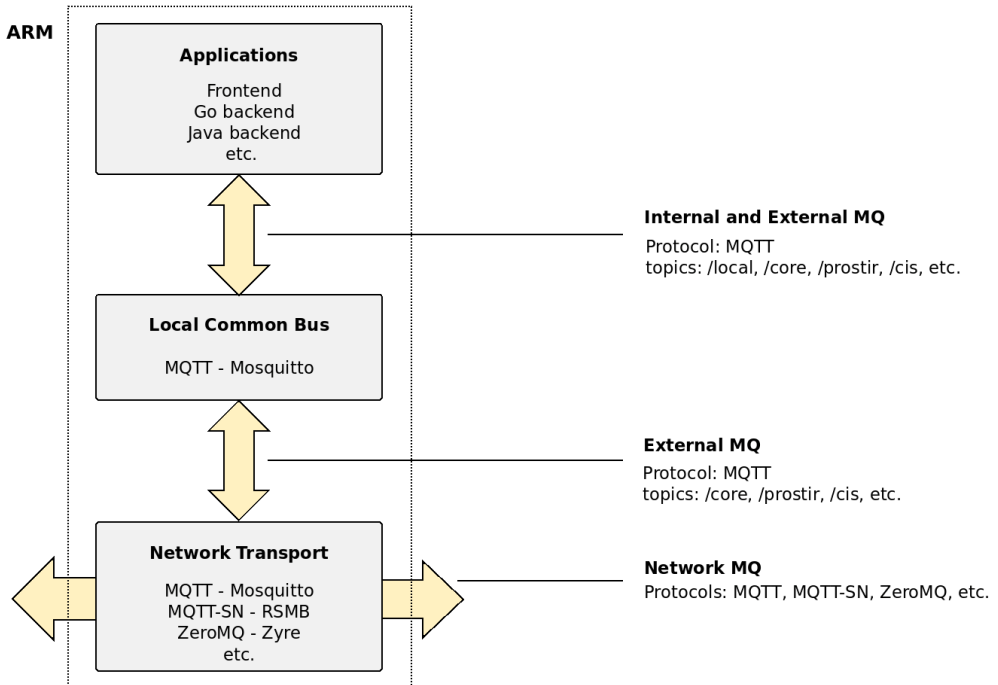 ARM
Applications
Frontend
Go backend
Java backend
etc.
Internal and External MQ
Protocol: MQTT
topics: /local, /core, /prostir, /cis, etc.
Local Common Bus
MQTT - Mosquitto
External MQ
Protocol: MQTT
topics: /core, /prostir, /cis, etc.
Network Transport
MQTT - Mosquitto
MQTT-SN - RSMB
ZeroMQ - Zyre
etc.
Network MQ
Protocols: MQTT, MQTT-SN, ZeroMQ, etc.